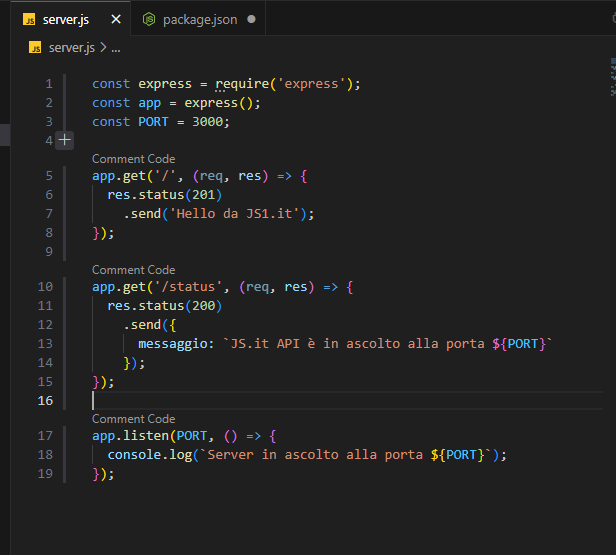 JS server.js × package.json ●
JS server.js > ...
1 const express = require('express');
2 const app = express();
3 const PORT = 3000;
4 +
Comment Code
5 app.get('/', (req, res) => {
6   res.status(201)
7     .send('Hello da JS1.it');
8 });
9
Comment Code
10 app.get('/status', (req, res) => {
11   res.status(200)
12     .send({
13       messaggio: `JS.it API è in ascolto alla porta ${PORT}`
14     });
15 });
16
Comment Code
17 app.listen(PORT, () => {
18   console.log(`Server in ascolto alla porta ${PORT}`);
19 });